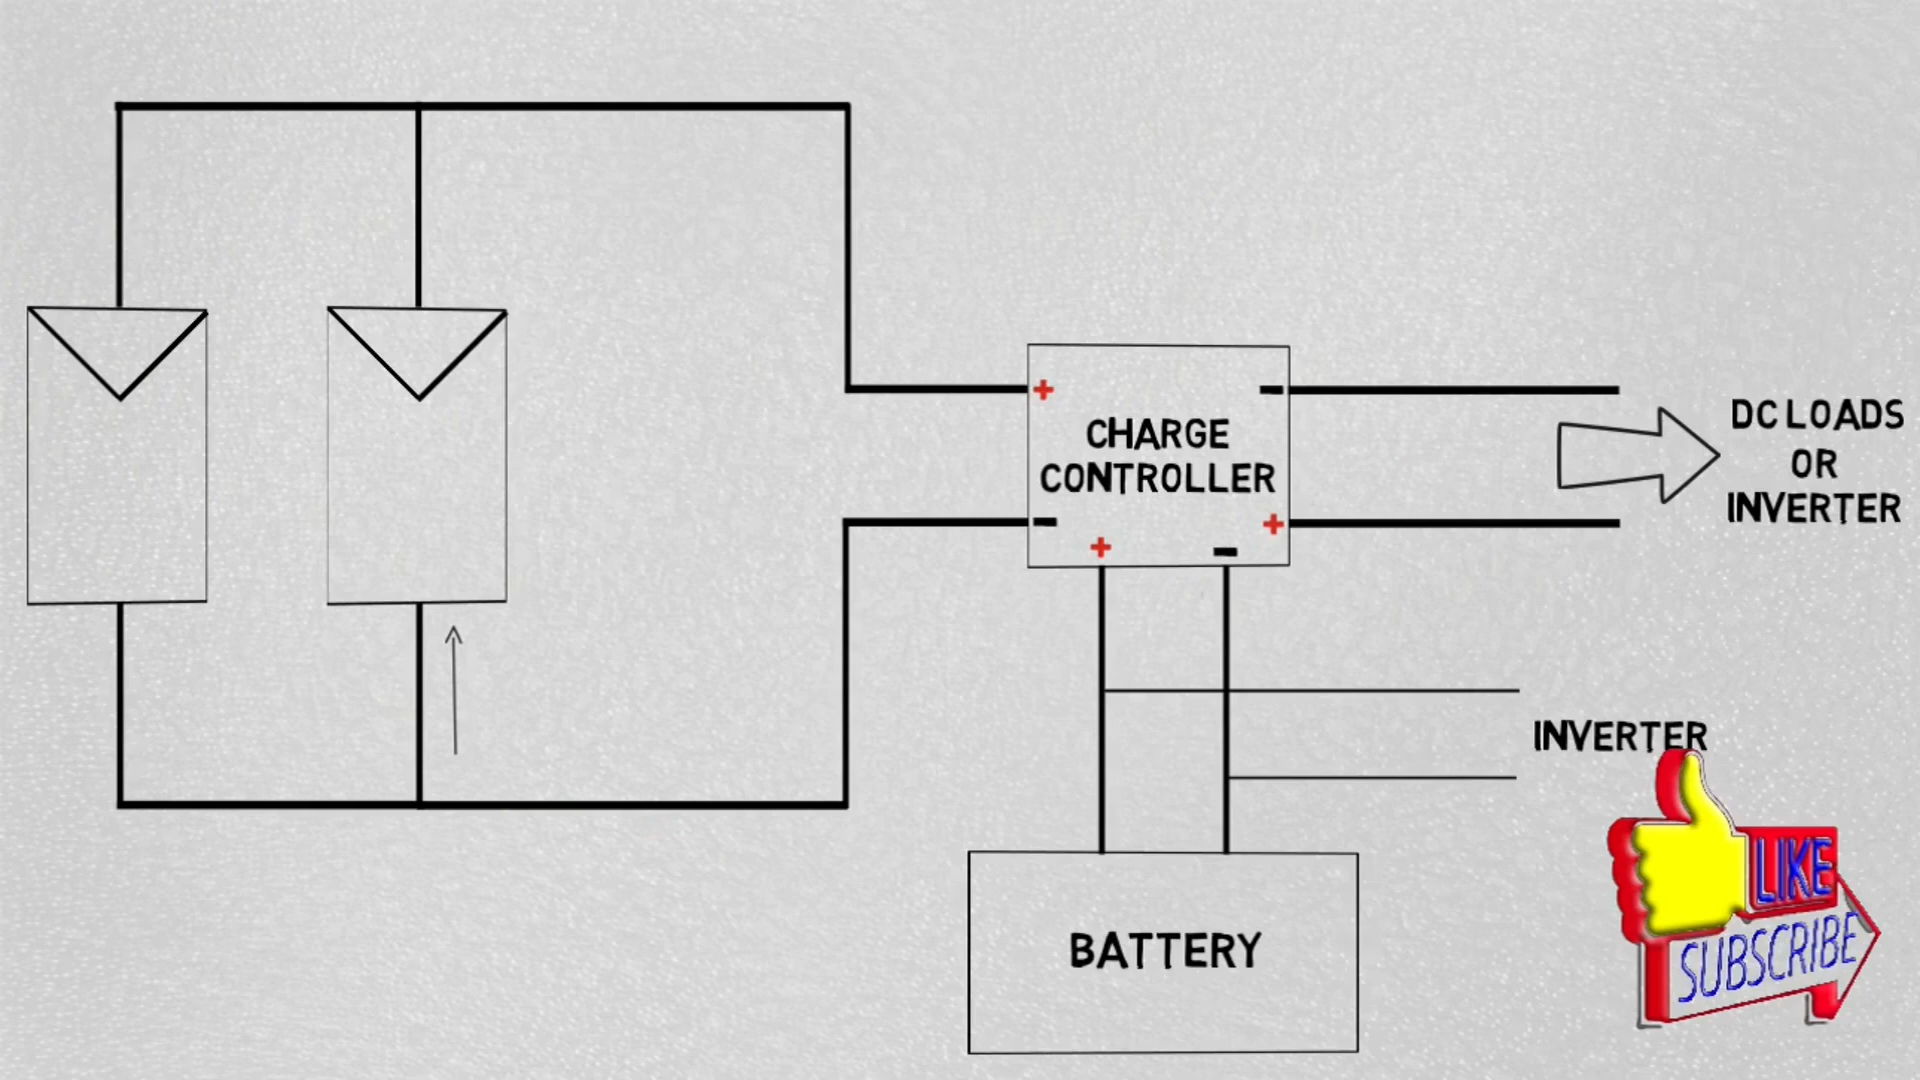 +
-
CHARGE
CONTROLLER
-
+
-
+
DC LOADS
OR
INVERTER
INVERTER
BATTERY
LIKE
SUBSCRIBE